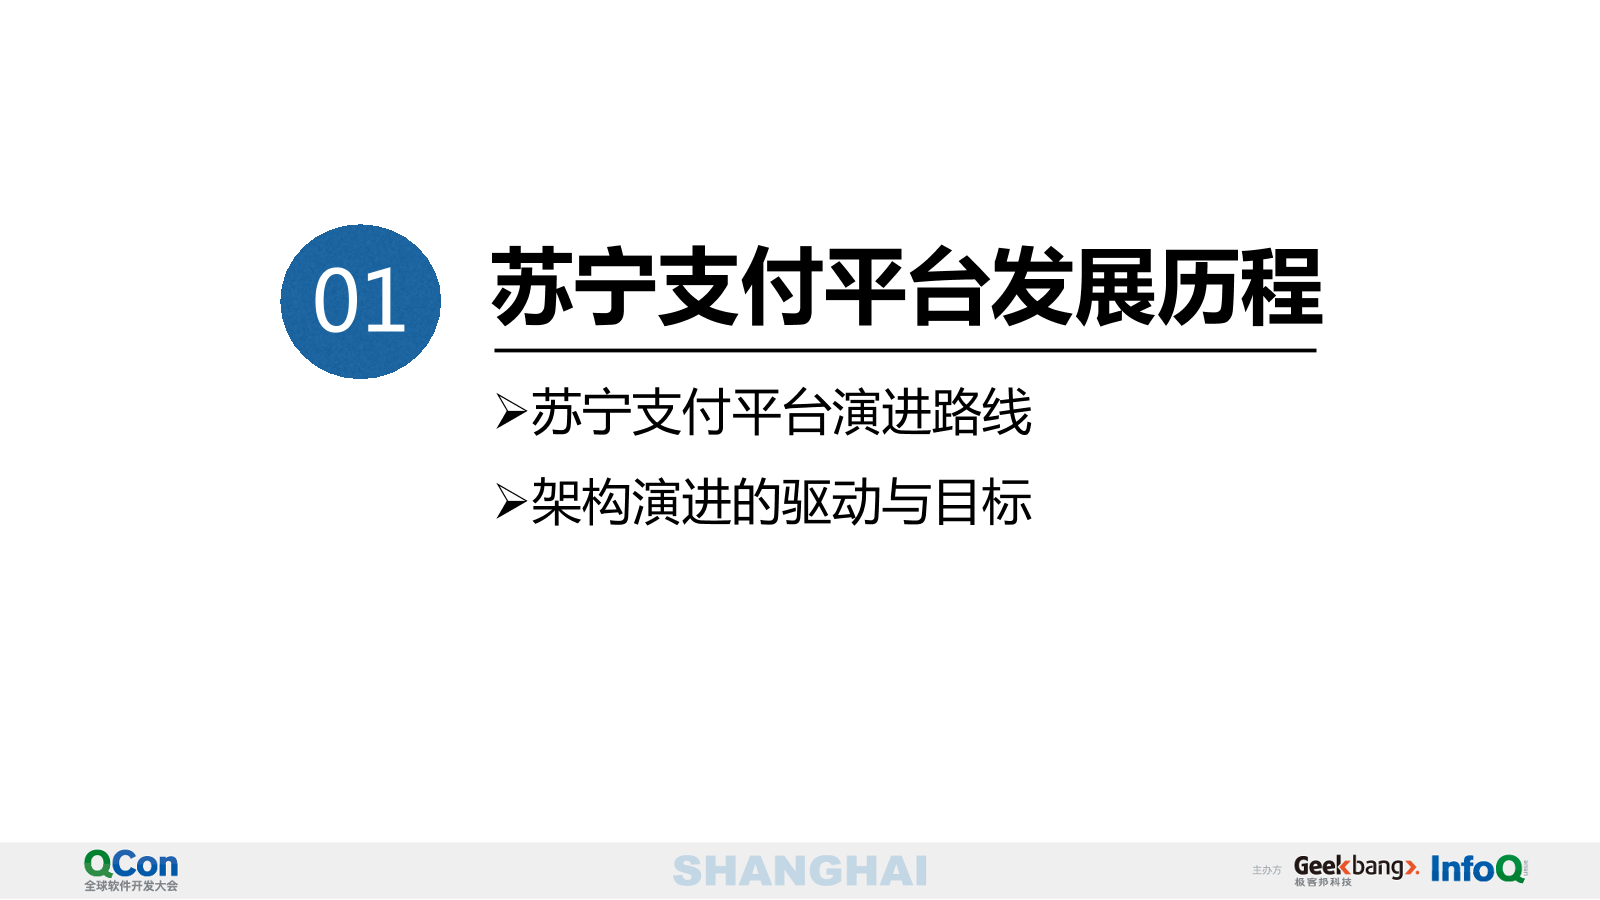 01
苏宁支付平台发展历程
➢苏宁支付平台演进路线
➢架构演进的驱动与目标
QCon
全球软件开发大会
SHANGHAI
主办方
Geekbang>.
极客邦科技
InfoQ